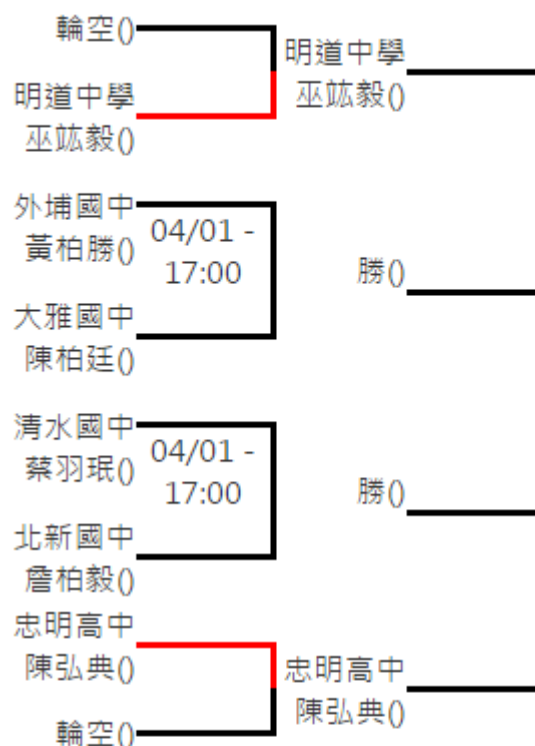 輪空()
明道中學
巫竑毅()
明道中學
巫竑毅()
外埔國中
黃柏勝()
04/01 -
17:00
大雅國中
陳柏廷()
勝()
清水國中
蔡羽珉()
04/01 -
17:00
北新國中
詹柏毅()
勝()
忠明高中
陳弘典()
輪空()
忠明高中
陳弘典()